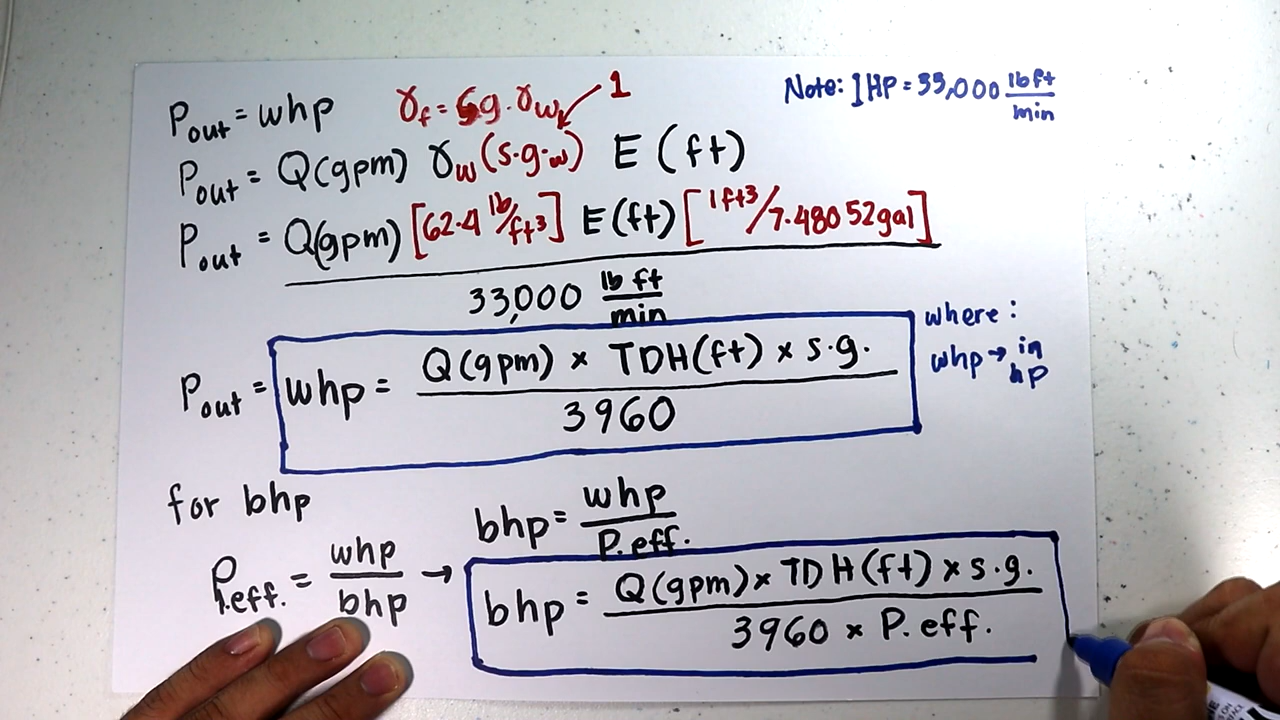 P_out = whp
γ_f = sg. γ_w
1
Note: 1HP = 33,000 lb ft / min
P_out = Q(gpm) γ_w (s.g._w) E (ft)
P_out = Q(gpm) [62.4 lb/ft³] E(ft) [1ft³/7.48052gal]
33,000 lb ft / min
where:
whp → in hp
P_out = whp = Q(gpm) × TDH(ft) × s.g. / 3960
for bhp
bhp = whp / P.eff.
P.eff. = whp / bhp →
bhp = Q(gpm) × TDH(ft) × s.g. / 3960 × P.eff.